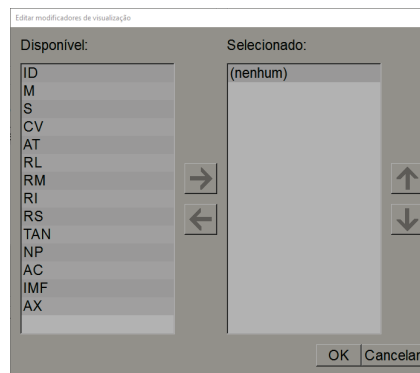 Editar modificadores de visualização
Disponível:
ID
M
S
CV
AT
RL
RM
RI
RS
TAN
NP
AC
IMF
AX
Selecionado:
(nenhum)
OK
Cancelar